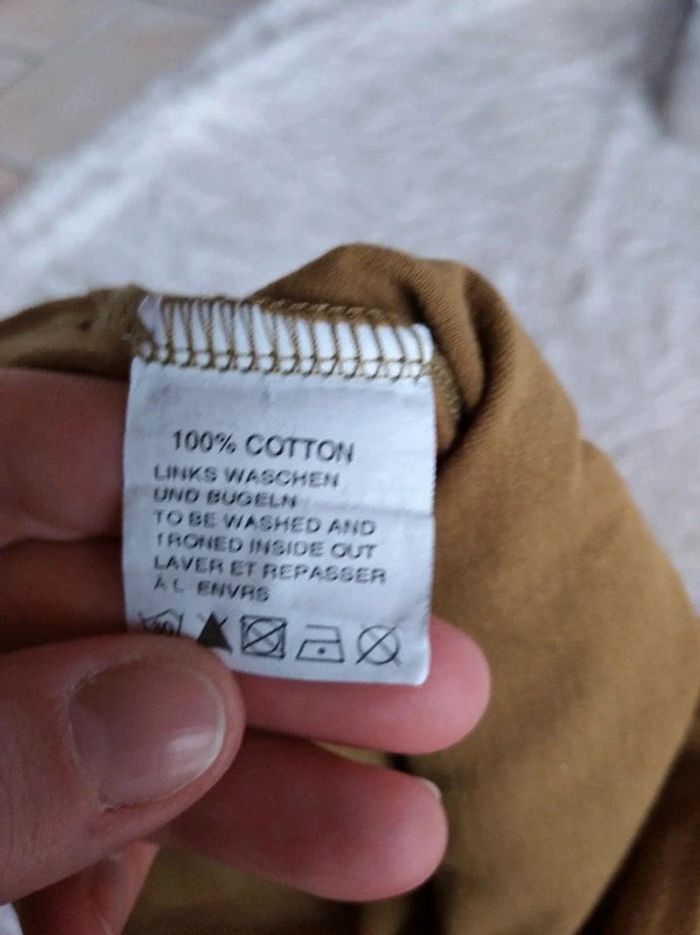 100% COTTON
LINKS WASCHEN
UND BUGELN
TO BE WASHED AND
IRONED INSIDE OUT
LAVER ET REPASSER
À L ENVRS